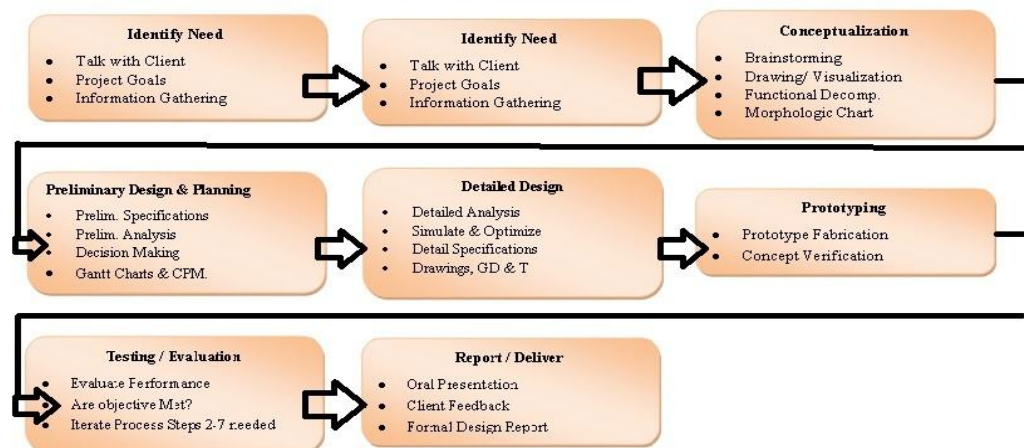 Identify Need
• Talk with Client
• Project Goals
• Information Gathering
Identify Need
• Talk with Client
• Project Goals
• Information Gathering
Conceptualization
• Brainstorming
• Drawing/ Visualization
• Functional Decomp.
• Morphologic Chart
Preliminary Design & Planning
• Prelim. Specifications
• Prelim. Analysis
• Decision Making
• Gantt Charts & CPM.
Detailed Design
• Detailed Analysis
• Simulate & Optimize
• Detail Specifications
• Drawings, GD & T
Prototyping
• Prototype Fabrication
• Concept Verification
Testing / Evaluation
• Evaluate Performance
• Are objective Met?
• Iterate Process Steps 2-7 needed
Report / Deliver
• Oral Presentation
• Client Feedback
• Formal Design Report